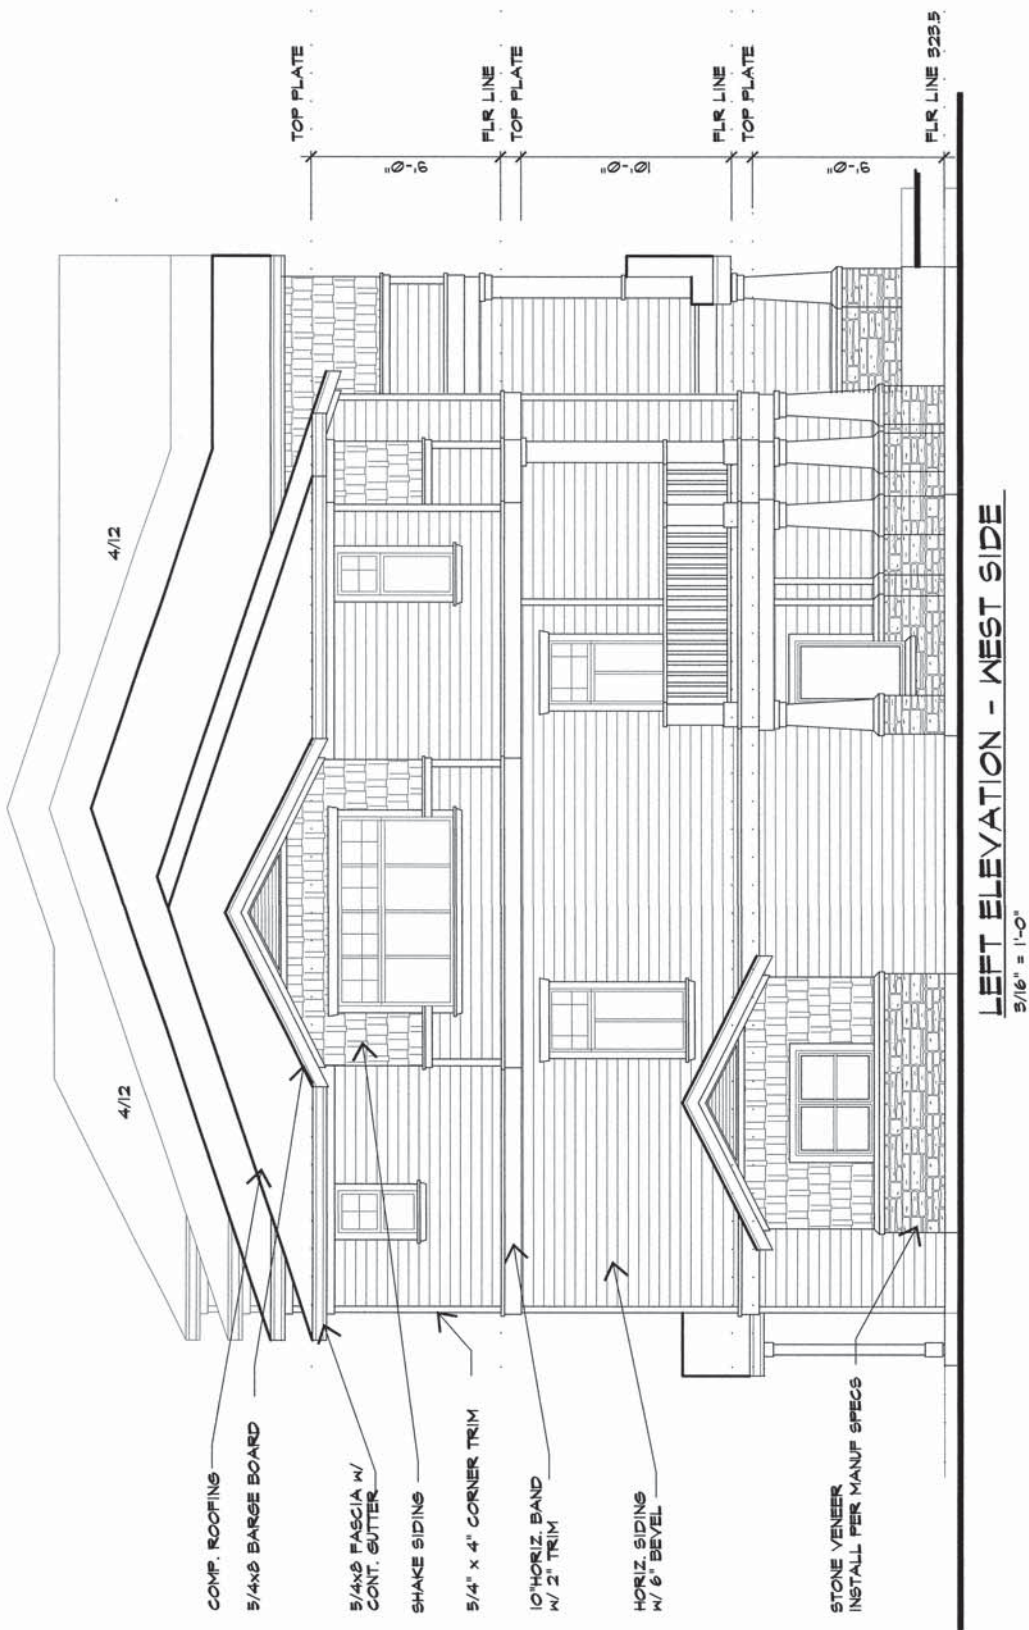 COMP. ROOFING
5/4x8 BARGE BOARD
5/4x8 FASCIA W/
CONT. GUTTER
SHAKE SIDING
5/4" x 4" CORNER TRIM
10"HORIZ. BAND
W/ 2" TRIM
HORIZ. SIDING
W/ 6" BEVEL
STONE VENEER
INSTALL PER MANUF SPECS
4/12
4/12
TOP PLATE
9'-0"
FLR LINE
TOP PLATE
10'-0"
FLR LINE
TOP PLATE
9'-0"
FLR LINE 323.5
LEFT ELEVATION - WEST SIDE
3/16" = 1'-0"